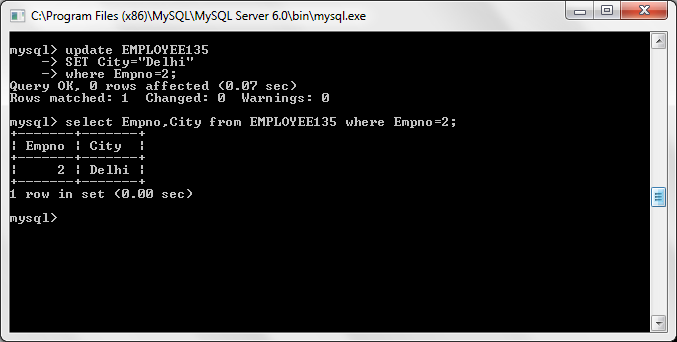 C:\Program Files (x86)\MySQL\MySQL Server 6.0\bin\mysql.exe
mysql> update EMPLOYEE135
    -> SET City="Delhi"
    -> where Empno=2;
Query OK, 0 rows affected (0.07 sec)
Rows matched: 1  Changed: 0  Warnings: 0
mysql> select Empno,City from EMPLOYEE135 where Empno=2;
+-------+-------+
¦ Empno ¦ City  ¦
+-------+-------+
¦     2 ¦ Delhi ¦
+-------+-------+
1 row in set (0.00 sec)
mysql>